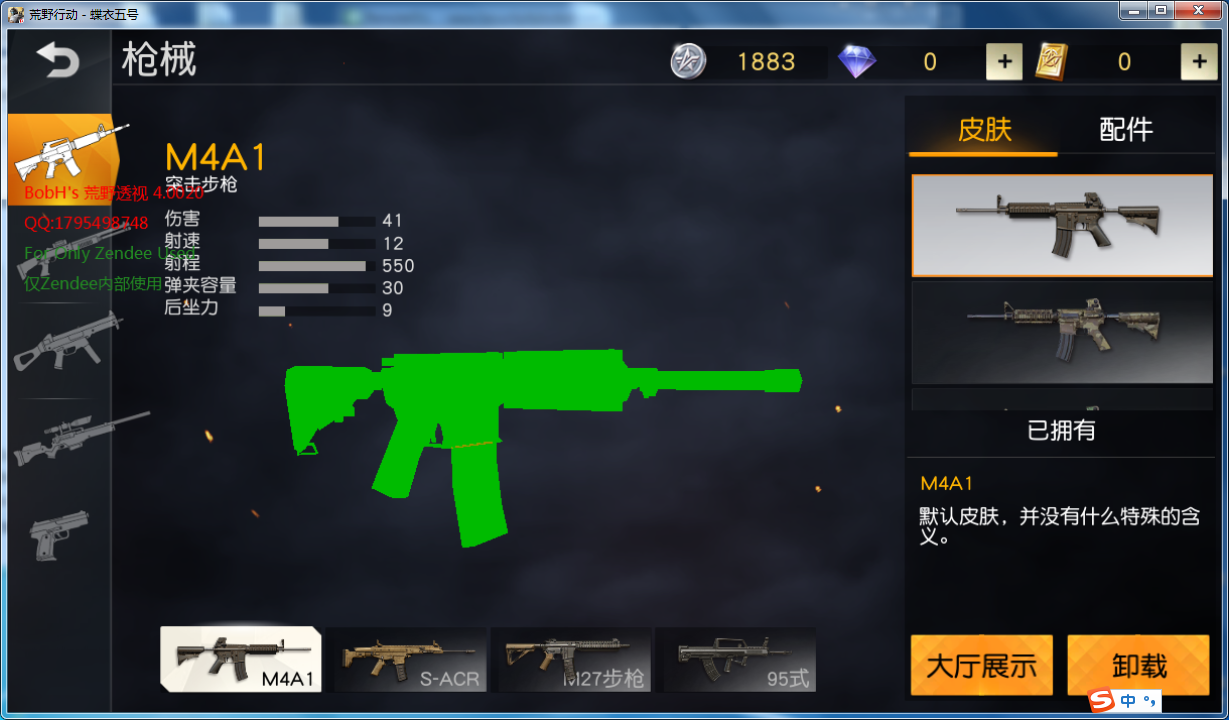 荒野行动 - 蝶衣五号
枪械
1883
0
+
0
+
皮肤
配件
M4A1
突击步枪
BobH's 荒野透视 4.0020
QQ:1795498748
For Only Zendee Used
仅Zendee内部使用
伤害 41
射速 12
射程 550
弹夹容量 30
后坐力 9
已拥有
M4A1
默认皮肤，并没有什么特殊的含
义。
M4A1
S-ACR
M27步枪
95式
大厅展示
卸载
S中°,